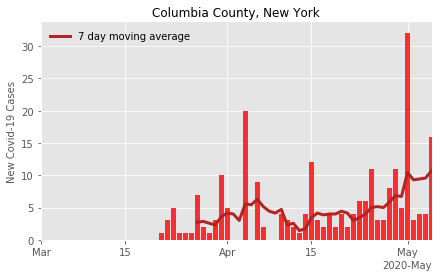 Columbia County, New York
7 day moving average
New Covid-19 Cases
30
25
20
15
10
5
0
Mar 15 Apr 15 May
2020-May